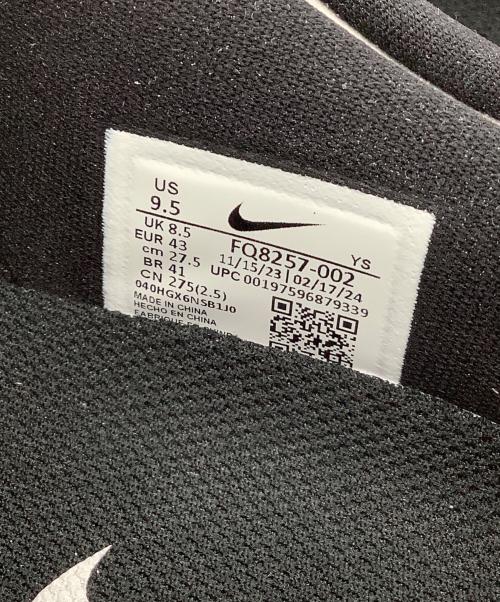 US
9.5
UK 8.5
EUR 43
cm 27.5
BR 41
CN 275(2.5)
FQ8257-002 YS
11/15/23 | 02/17/24
UPC 00197596879339
040HGX6NSB1J0
MADE IN CHINA
HECHO EN CHINA